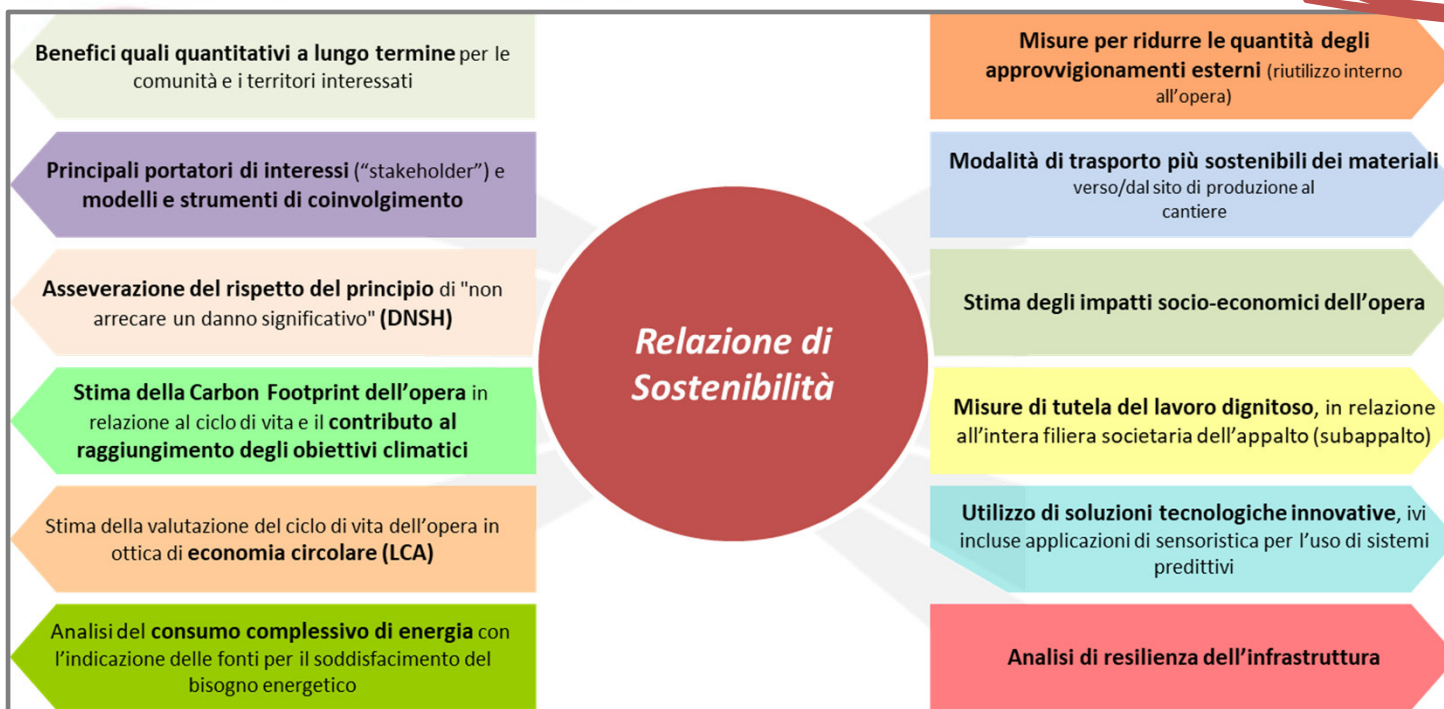 Benefici quali quantitativi a lungo termine per le
comunità e i territori interessati
Principali portatori di interessi (“stakeholder”) e
modelli e strumenti di coinvolgimento
Asseverazione del rispetto del principio di "non
arrecare un danno significativo" (DNSH)
Stima della Carbon Footprint dell’opera in
relazione al ciclo di vita e il contributo al
raggiungimento degli obiettivi climatici
Stima della valutazione del ciclo di vita dell’opera in
ottica di economia circolare (LCA)
Analisi del consumo complessivo di energia con
l’indicazione delle fonti per il soddisfacimento del
bisogno energetico
Relazione di
Sostenibilità
Misure per ridurre le quantità degli
approvvigionamenti esterni (riutilizzo interno
all’opera)
Modalità di trasporto più sostenibili dei materiali
verso/dal sito di produzione al
cantiere
Stima degli impatti socio-economici dell’opera
Misure di tutela del lavoro dignitoso, in relazione
all’intera filiera societaria dell’appalto (subappalto)
Utilizzo di soluzioni tecnologiche innovative, ivi
incluse applicazioni di sensoristica per l’uso di sistemi
predittivi
Analisi di resilienza dell’infrastruttura